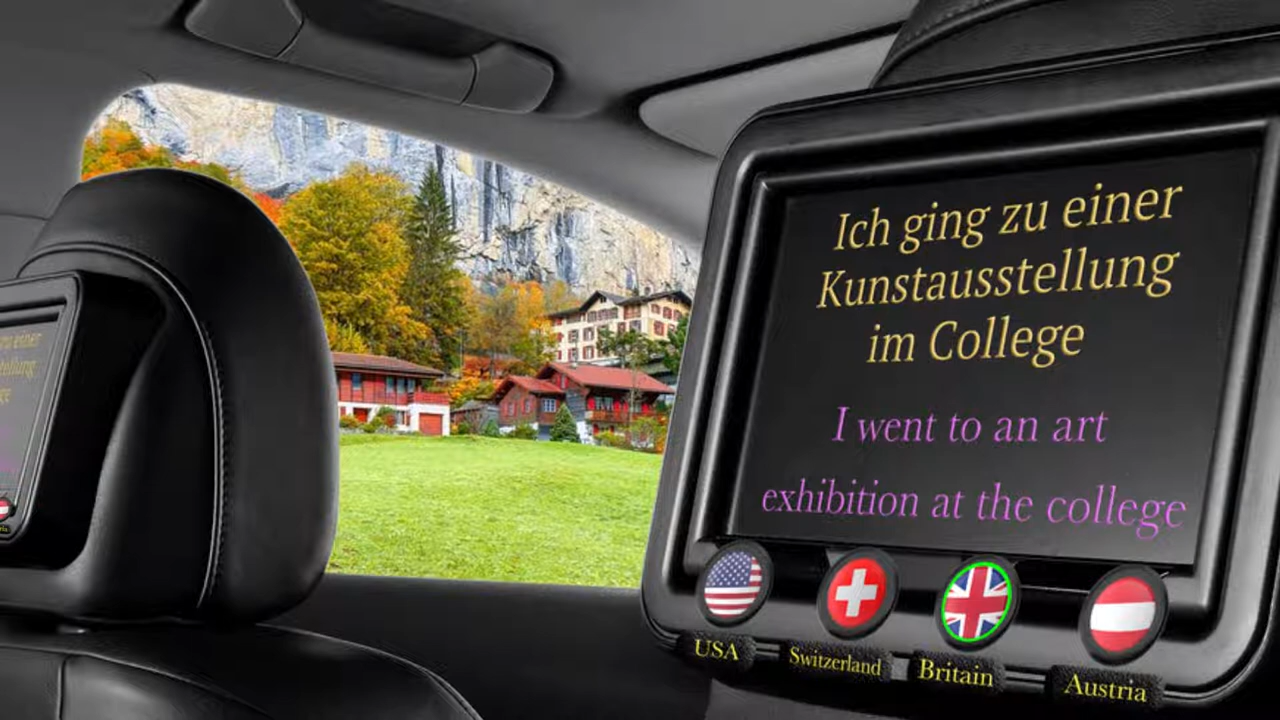 Ich ging zu einer
Kunstausstellung
im College
I went to an art
exhibition at the college
USA
Switzerland
Britain
Austria